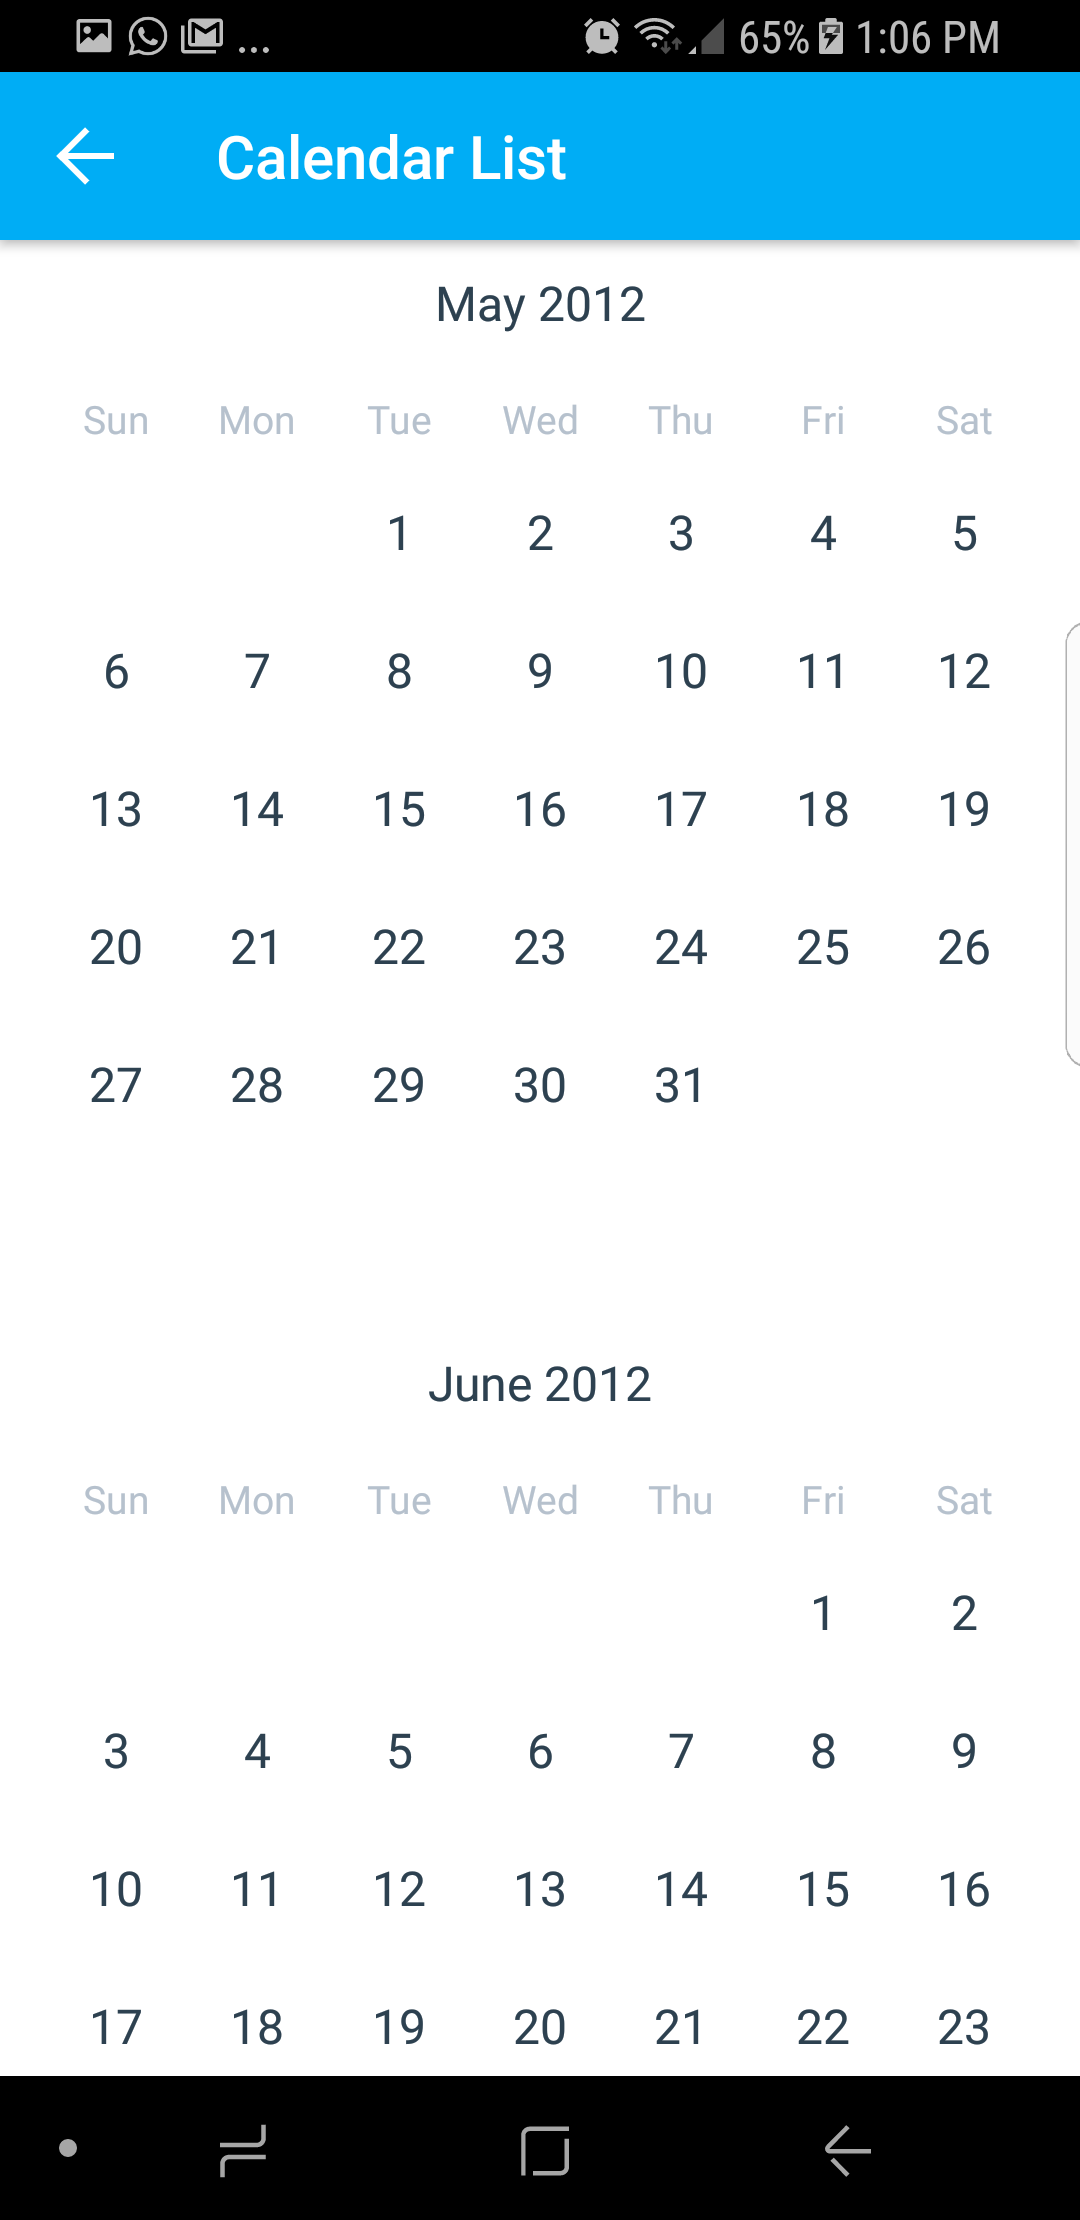 ... 65% 1:06 PM
Calendar List
May 2012
Sun Mon Tue Wed Thu Fri Sat
1 2 3 4 5
6 7 8 9 10 11 12
13 14 15 16 17 18 19
20 21 22 23 24 25 26
27 28 29 30 31
June 2012
Sun Mon Tue Wed Thu Fri Sat
1 2
3 4 5 6 7 8 9
10 11 12 13 14 15 16
17 18 19 20 21 22 23